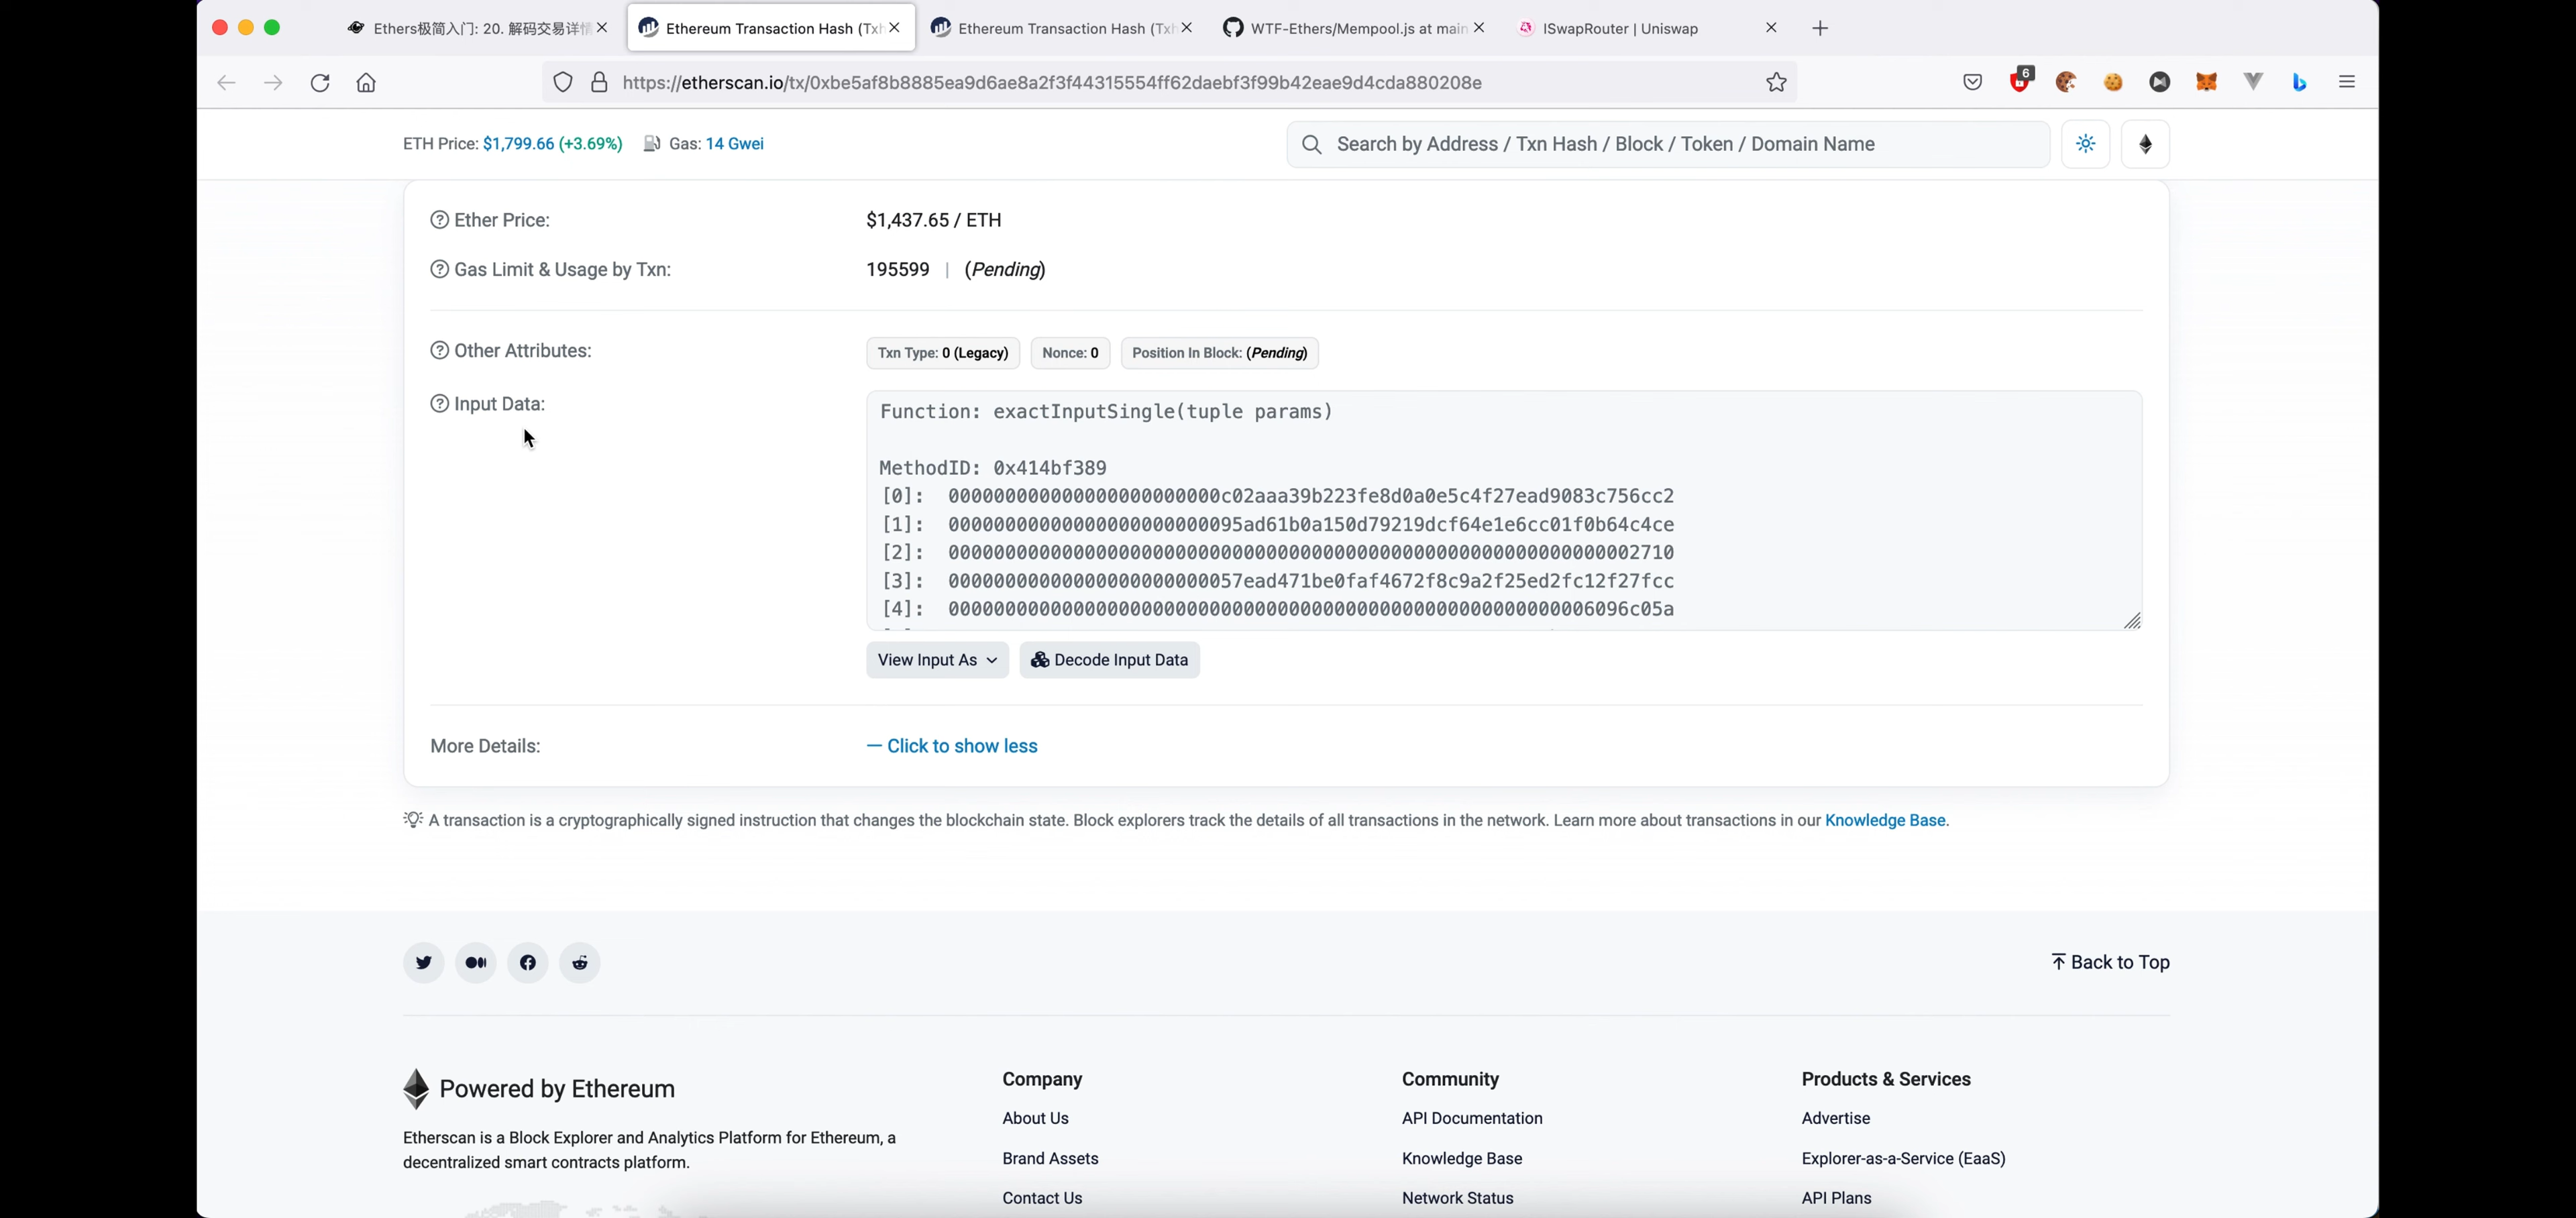 Ethers极简入门: 20. 解码交易详情
Ethereum Transaction Hash (Txh
Ethereum Transaction Hash (Txh
WTF-Ethers/Mempool.js at main
ISwapRouter | Uniswap
https://etherscan.io/tx/0xbe5af8b8885ea9d6ae8a2f3f44315554ff62daebf3f99b42eae9d4cda880208e
6
ETH Price: $1,799.66 (+3.69%)
Gas: 14 Gwei
Search by Address / Txn Hash / Block / Token / Domain Name
Ether Price:
$1,437.65 / ETH
Gas Limit & Usage by Txn:
195599 | (Pending)
Other Attributes:
Txn Type: 0 (Legacy)
Nonce: 0
Position In Block: (Pending)
Input Data:
Function: exactInputSingle(tuple params)
MethodID: 0x414bf389
[0]: 000000000000000000000000c02aaa39b223fe8d0a0e5c4f27ead9083c756cc2
[1]: 00000000000000000000000095ad61b0a150d79219dcf64e1e6cc01f0b64c4ce
[2]: 0000000000000000000000000000000000000000000000000000000000002710
[3]: 00000000000000000000000057ead471be0faf4672f8c9a2f25ed2fc12f27fcc
[4]: 000000000000000000000000000000000000000000000000000000006096c05a
View Input As
Decode Input Data
More Details:
— Click to show less
A transaction is a cryptographically signed instruction that changes the blockchain state. Block explorers track the details of all transactions in the network. Learn more about transactions in our Knowledge Base.
Back to Top
Powered by Ethereum
Etherscan is a Block Explorer and Analytics Platform for Ethereum, a
decentralized smart contracts platform.
Company
About Us
Brand Assets
Contact Us
Community
API Documentation
Knowledge Base
Network Status
Products & Services
Advertise
Explorer-as-a-Service (EaaS)
API Plans